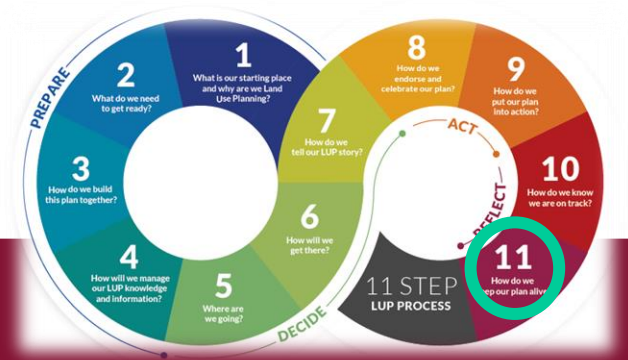 PREPARE
1
What is our starting place
and why are we Land
Use Planning?
2
What do we need
to get ready?
3
How do we build
this plan together?
4
How will we manage
our LUP knowledge
and information?
5
Where are
we going?
DECIDE
6
How will we
get there?
7
How do we
tell our LUP story?
8
How do we
endorse and
celebrate our plan?
ACT
9
How do we
put our plan
into action?
10
How do we know
we are on track?
REFLECT
11
How do we
ep our plan alive
11 STEP
LUP PROCESS